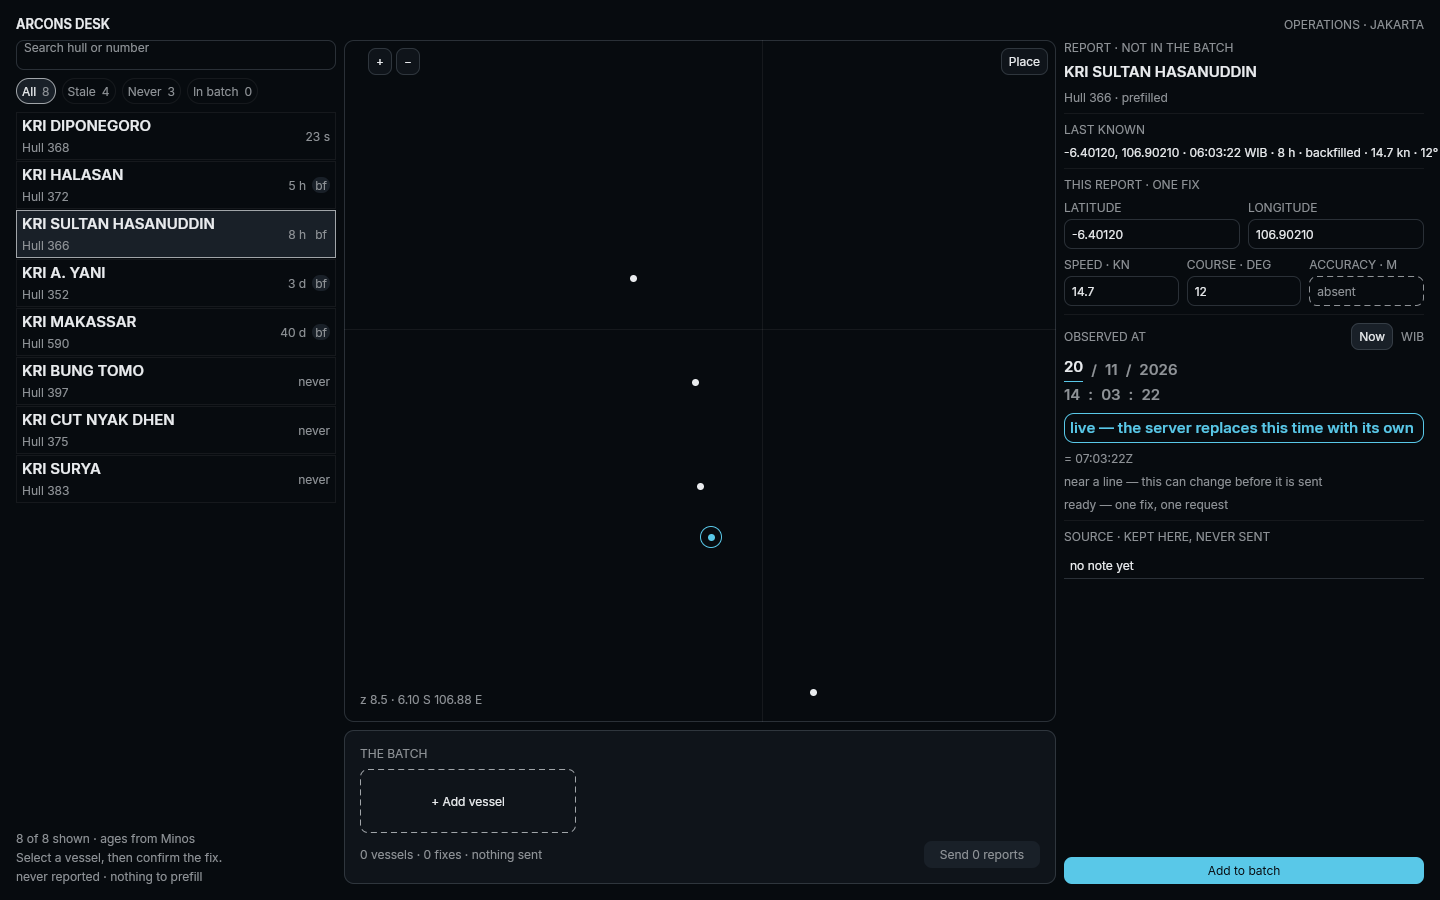 ARCONS DESK
OPERATIONS · JAKARTA
Search hull or number
All 8
Stale 4
Never 3
In batch 0
KRI DIPONEGORO
Hull 368
23 s
KRI HALASAN
Hull 372
5 h bf
KRI SULTAN HASANUDDIN
Hull 366
8 h bf
KRI A. YANI
Hull 352
3 d bf
KRI MAKASSAR
Hull 590
40 d bf
KRI BUNG TOMO
Hull 397
never
KRI CUT NYAK DHEN
Hull 375
never
KRI SURYA
Hull 383
never
8 of 8 shown · ages from Minos
Select a vessel, then confirm the fix.
never reported · nothing to prefill
+
−
Place
z 8.5 · 6.10 S 106.88 E
THE BATCH
+ Add vessel
0 vessels · 0 fixes · nothing sent
Send 0 reports
REPORT · NOT IN THE BATCH
KRI SULTAN HASANUDDIN
Hull 366 · prefilled
LAST KNOWN
-6.40120, 106.90210 · 06:03:22 WIB · 8 h · backfilled · 14.7 kn · 12°
THIS REPORT · ONE FIX
LATITUDE
LONGITUDE
-6.40120
106.90210
SPEED · KN
COURSE · DEG
ACCURACY · M
14.7
12
absent
OBSERVED AT
Now
WIB
20 / 11 / 2026
14 : 03 : 22
live — the server replaces this time with its own
= 07:03:22Z
near a line — this can change before it is sent
ready — one fix, one request
SOURCE · KEPT HERE, NEVER SENT
no note yet
Add to batch